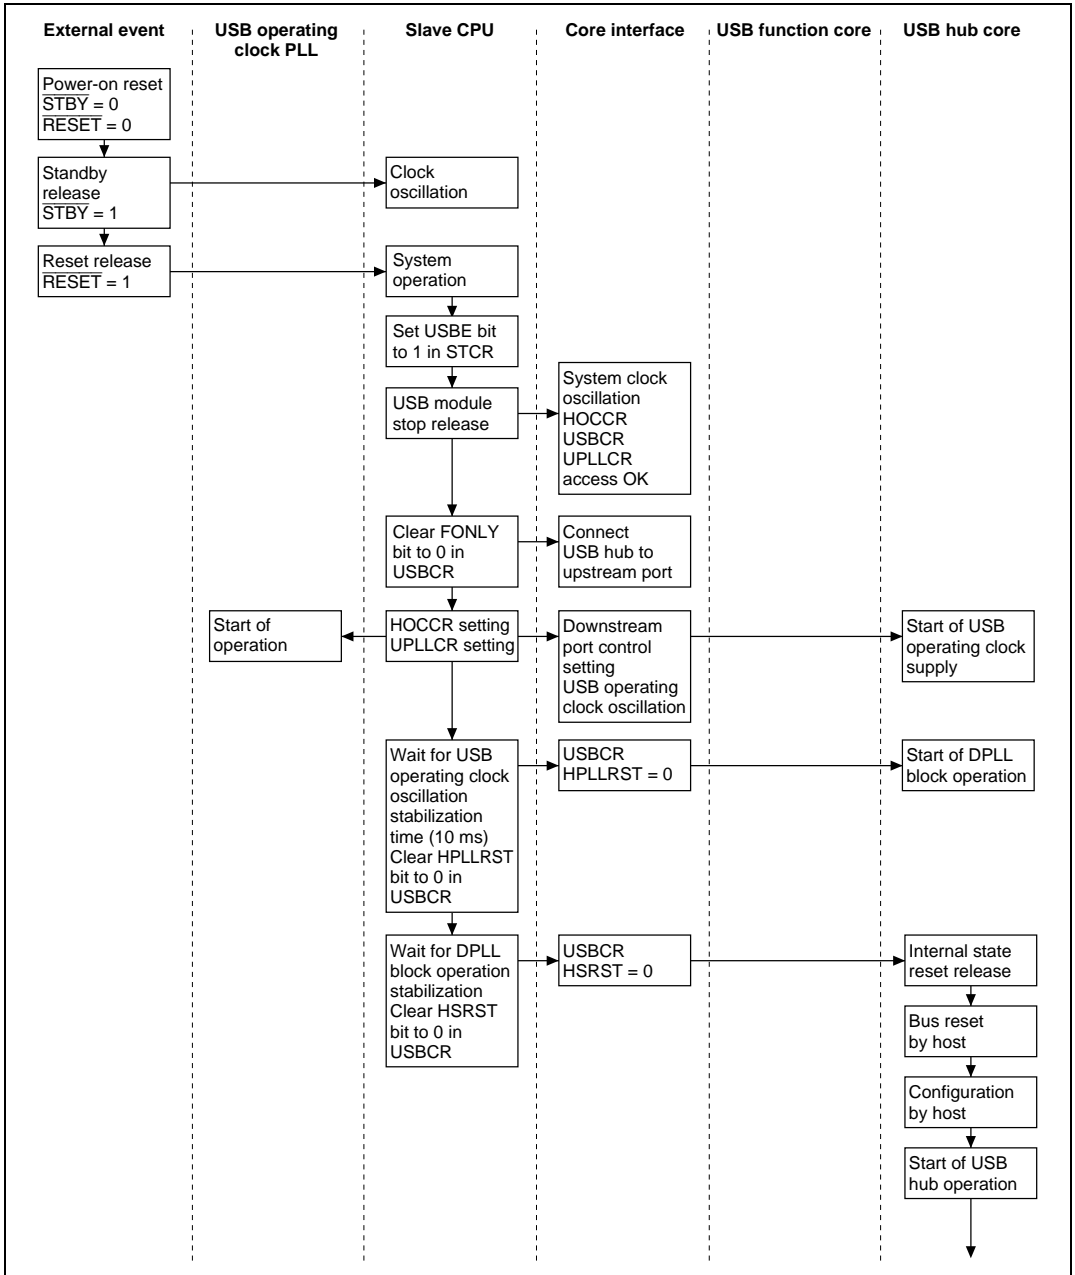 External event
USB operating
clock PLL
Slave CPU
Core interface
USB function core
USB hub core
Power-on reset
STBY = 0
RESET = 0
Standby
release
STBY = 1
Clock
oscillation
Reset release
RESET = 1
System
operation
Set USBE bit
to 1 in STCR
USB module
stop release
System clock
oscillation
HOCCR
USBCR
UPLLCR
access OK
Clear FONLY
bit to 0 in
USBCR
Connect
USB hub to
upstream port
Start of
operation
HOCCR setting
UPLLCR setting
Downstream
port control
setting
USB operating
clock oscillation
Start of USB
operating clock
supply
Wait for USB
operating clock
oscillation
stabilization
time (10 ms)
Clear HPLLRST
bit to 0 in
USBCR
USBCR
HPLLRST = 0
Start of DPLL
block operation
Wait for DPLL
block operation
stabilization
Clear HSRST
bit to 0 in
USBCR
USBCR
HSRST = 0
Internal state
reset release
Bus reset
by host
Configuration
by host
Start of USB
hub operation